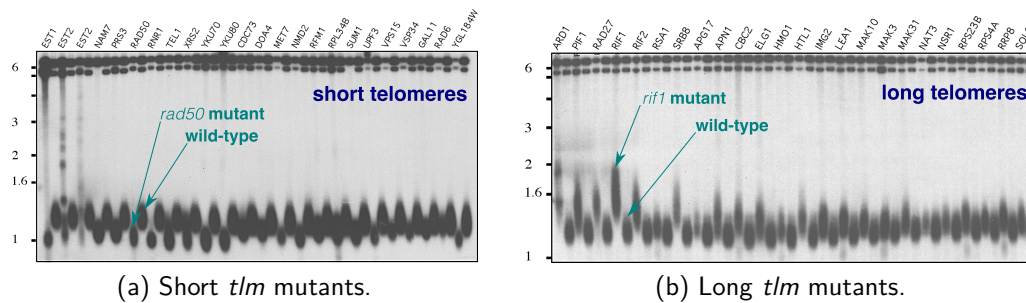 EST1 EST2 EST2 NAM7 PRS3 RAD50 RNR1 TEL1 XRS2 YKU70 YKU80 CDC73 DOA4 MET7 NMD2 RFM1 RPL34B SUM1 UPF3 VPS15 VSP34 GAL11 RAD6 YGL184W
6
short telomeres
rad50 mutant
wild-type
3
2
1.6
1
(a) Short tlm mutants.
ARD1 PIF1 RAD27 RIF1 RIF2 RSA1 SRB8 APG17 APN1 CBC2 ELG1 HMO1 HTL1 IMG2 LEA1 MAK10 MAK3 MAK31 NAT3 NSR1 RPS23B RPS4A RRP8
6
long telomeres
rif1 mutant
wild-type
4
3
2
1.6
1
(b) Long tlm mutants.